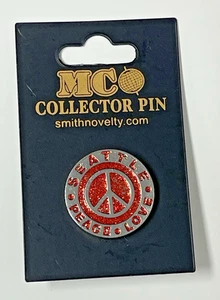 MC
COLLECTOR PIN
smithnovelty.com
SEATTLE
PEACE • LOVE